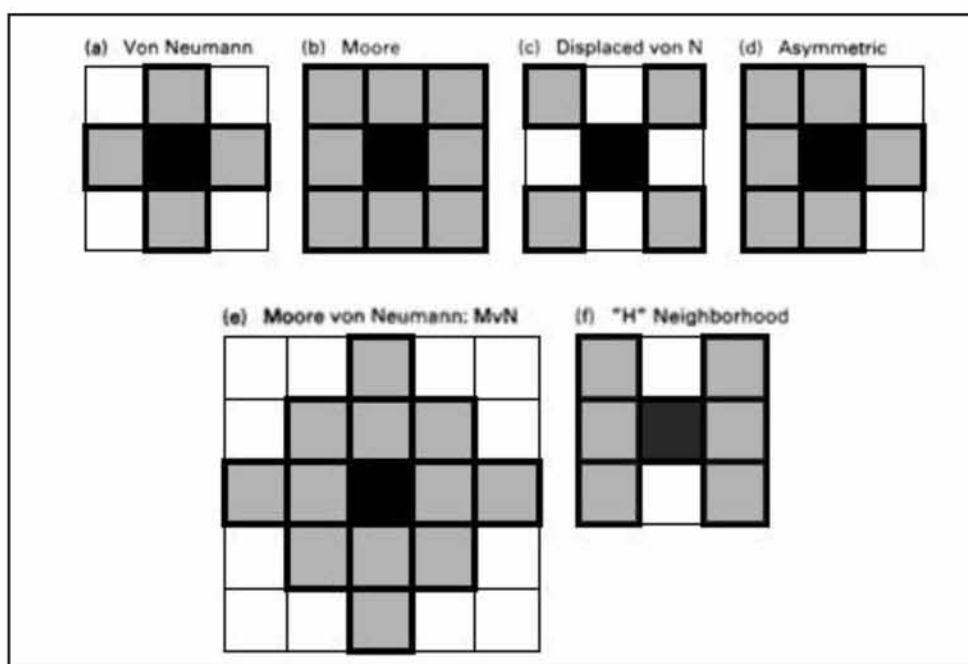 (a) Von Neumann
(b) Moore
(c) Displaced von N
(d) Asymmetric
(e) Moore von Neumann: MvN
(f) "H" Neighborhood